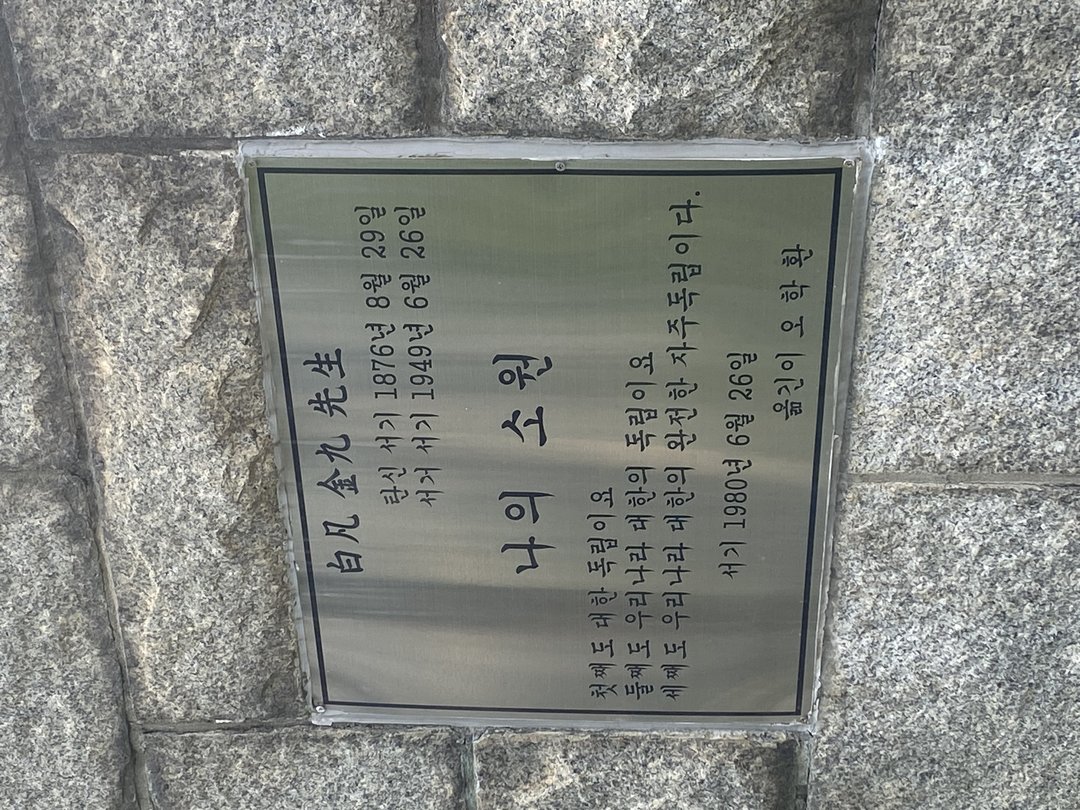 白凡 金九 先生
탄신 서기 1876년 8월 29일
서거 서기 1949년 6월 26일
나의 소원
첫째도 대한 독립이요
둘째도 우리나라 대한의 독립이요
세째도 우리나라 대한의 완전한 자주독립이다.
서기 1980년 6월 26일
옮긴이 오학환